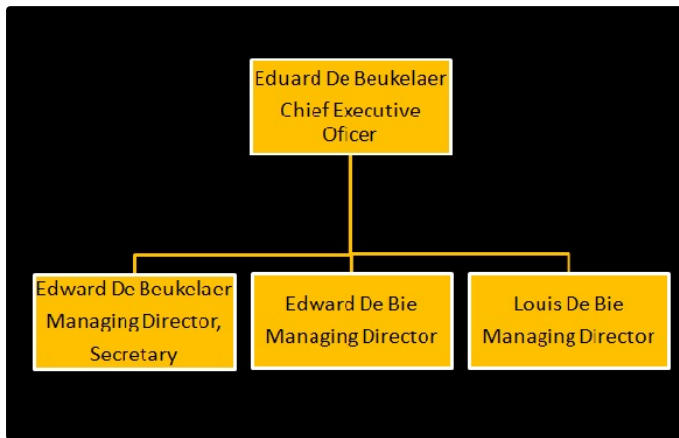 Eduard De Beukelaer
Chief Executive
Oficer
Edward De Beukelaer
Managing Director,
Secretary
Edward De Bie
Managing Director
Louis De Bie
Managing Director